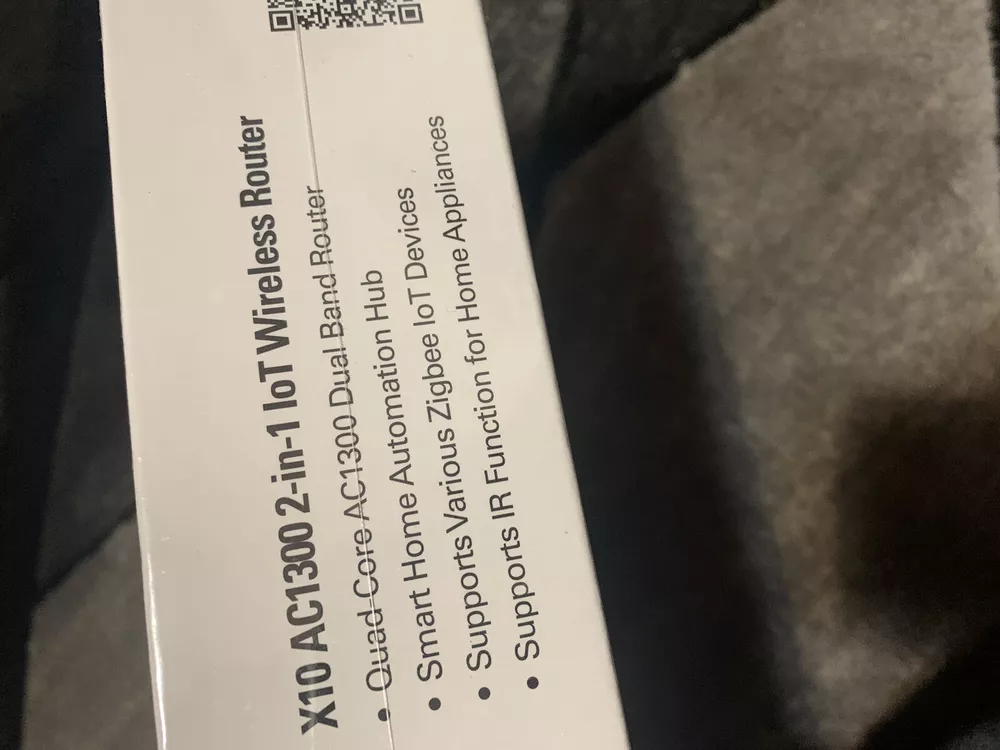 X10 AC1300 2-in-1 IoT Wireless Router
• Quad Core AC1300 Dual Band Router
• Smart Home Automation Hub
• Supports Various Zigbee IoT Devices
• Supports IR Function for Home Appliances